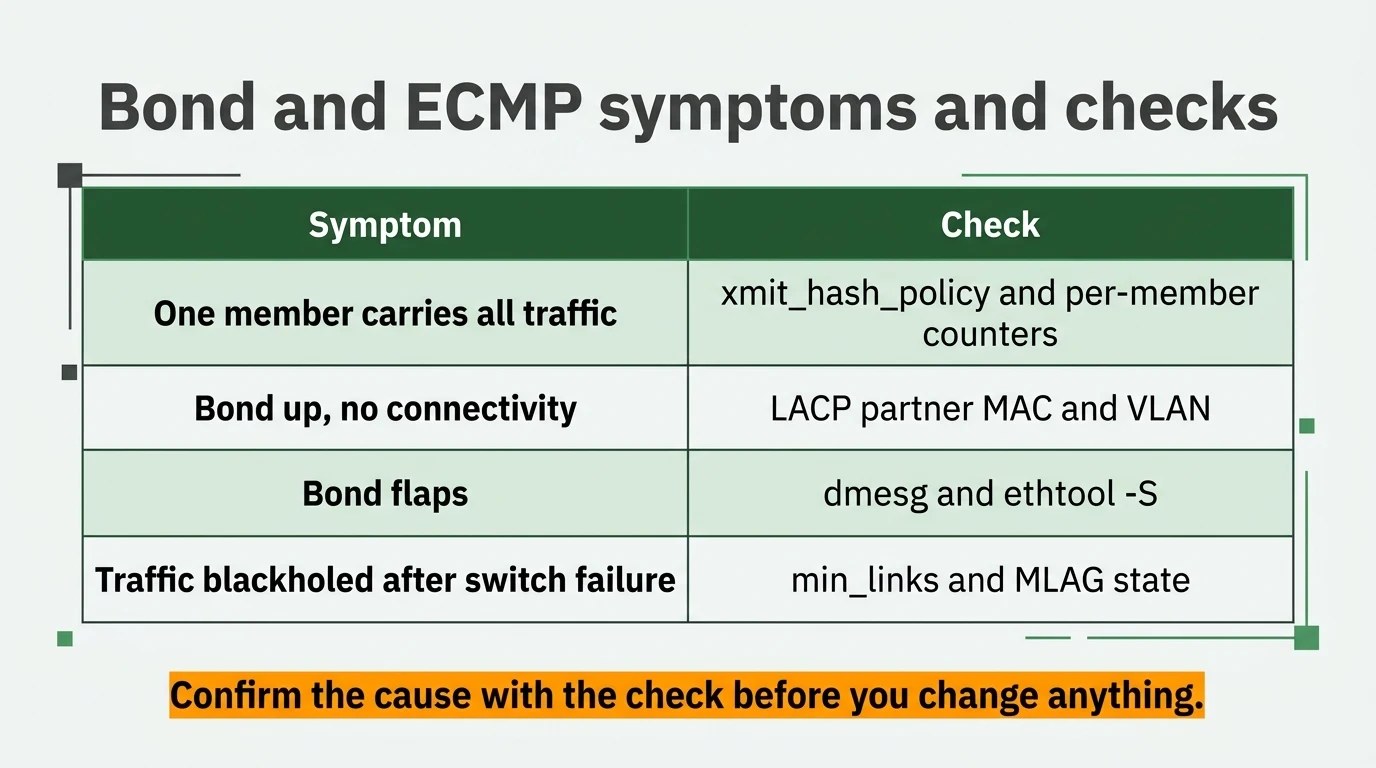 Bond and ECMP symptoms and checks
Symptom
Check
One member carries all traffic
xmit_hash_policy and per-member
counters
Bond up, no connectivity
LACP partner MAC and VLAN
Bond flaps
dmesg and ethtool -S
Traffic blackholed after switch failure
min_links and MLAG state
Confirm the cause with the check before you change anything.